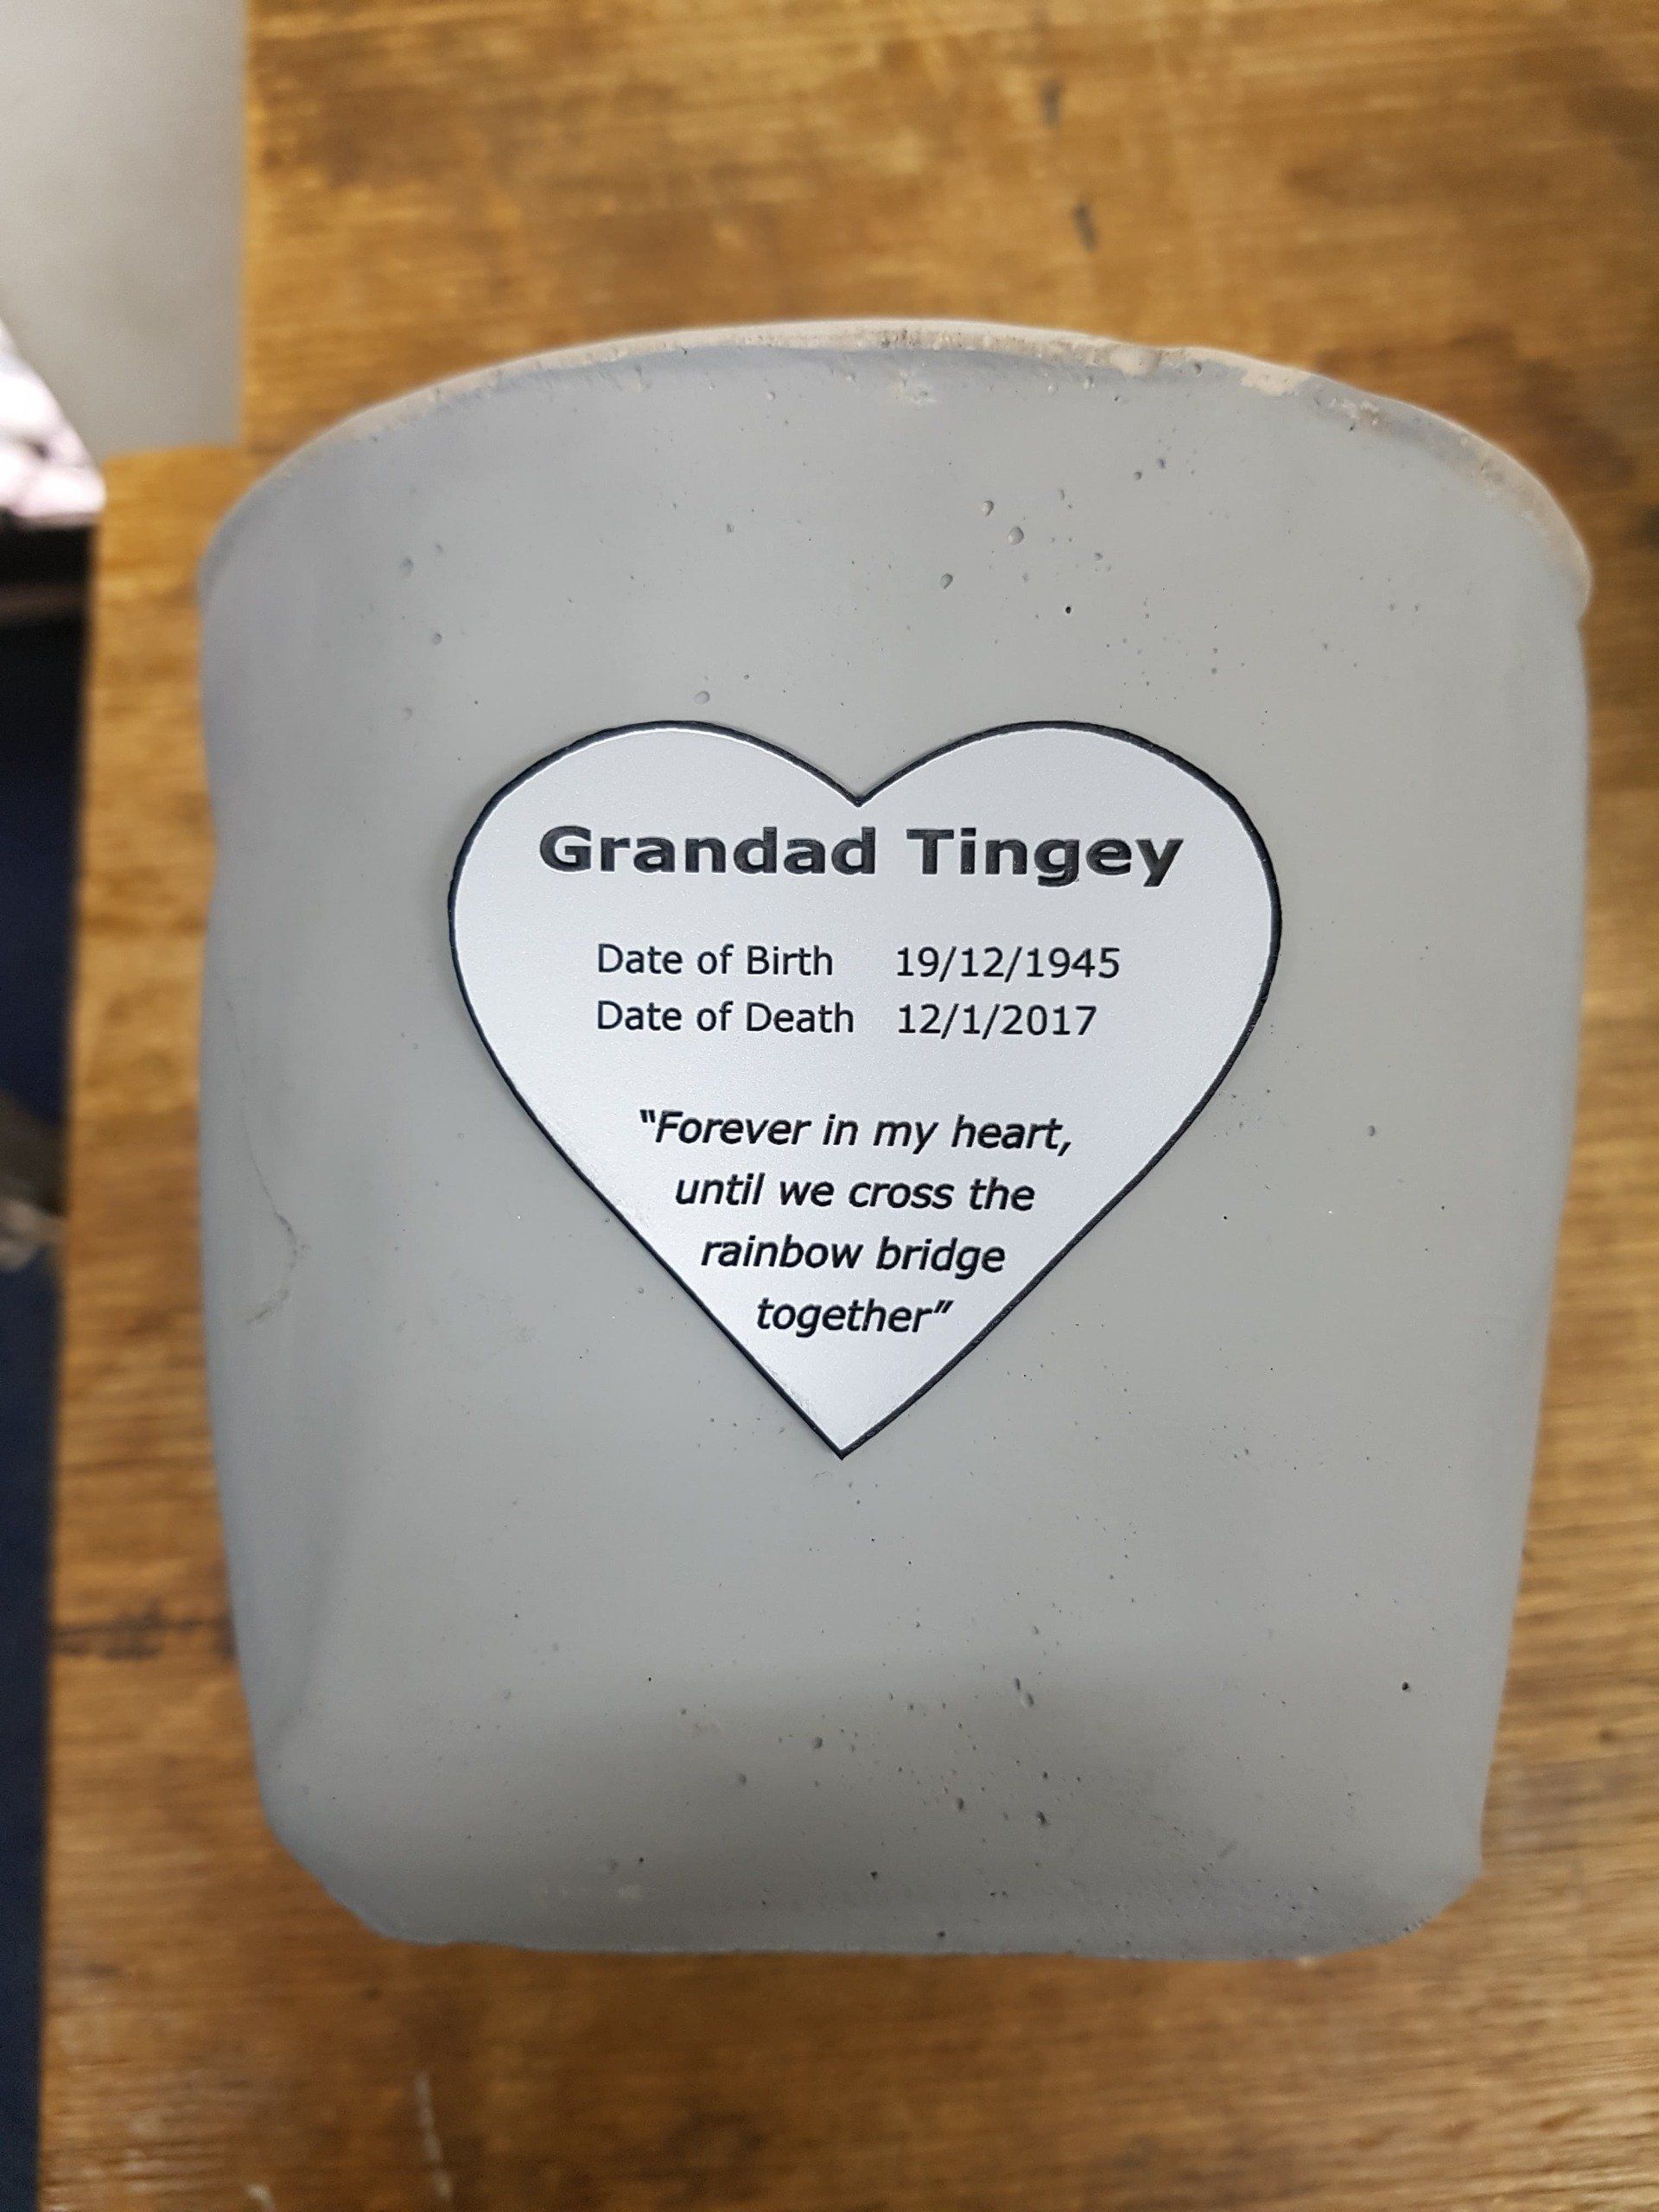 Grandad Tingey
Date of Birth 19/12/1945
Date of Death 12/1/2017
"Forever in my heart,
until we cross the
rainbow bridge
together"